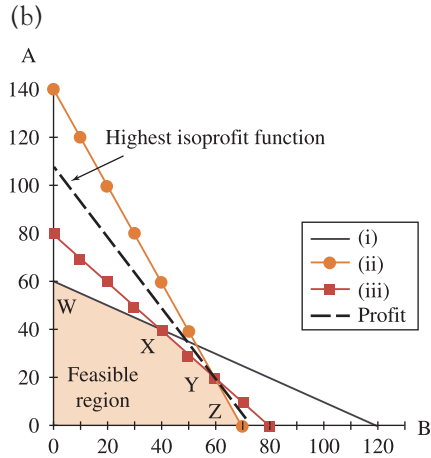 (b)
A
140
120
100
80
60
40
20
0
Highest isoprofit function
W
X
Y
Z
Feasible
region
(i)
(ii)
(iii)
Profit
0 20 40 60 80 100 120 B